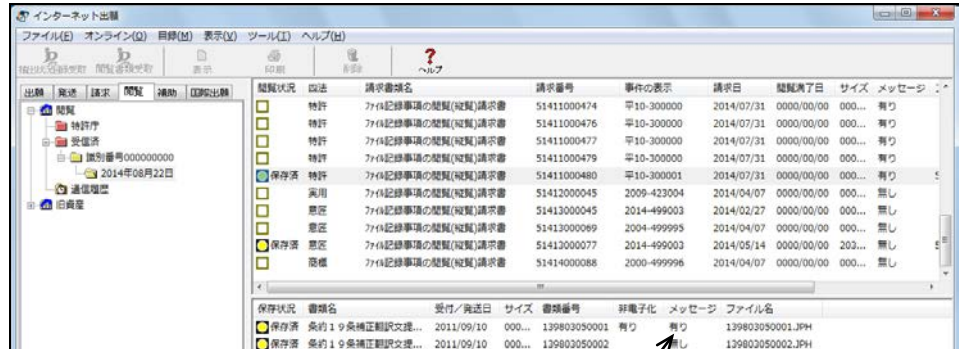 インターネット出願
ファイル(F) オンライン(O) 目録(M) 表示(V) ツール(T) ヘルプ(H)
閲覧書類受取 表示 印刷 削除 ヘルプ
出願 発送 請求 閲覧 補助 国際出願
閲覧
特許庁
受信済
識別番号000000000
2014年08月22日
通信履歴
旧資産
閲覧状況 四法 請求書類名 請求番号 事件の表示 請求日 閲覧満了日 サイズ メッセージ
特許 ファイル記録事項の閲覧(縦覧)請求書 51411000474 平10-300000 2014/07/31 0000/00/00 000... 有り
特許 ファイル記録事項の閲覧(縦覧)請求書 51411000476 平10-300000 2014/07/31 0000/00/00 000... 有り
特許 ファイル記録事項の閲覧(縦覧)請求書 51411000477 平10-300000 2014/07/31 0000/00/00 000... 有り
特許 ファイル記録事項の閲覧(縦覧)請求書 51411000479 平10-300000 2014/07/31 0000/00/00 000... 有り
保存済 特許 ファイル記録事項の閲覧(縦覧)請求書 51411000480 平10-300001 2014/07/31 0000/00/00 000... 有り
実用 ファイル記録事項の閲覧(縦覧)請求書 51412000045 2009-423004 2014/04/07 0000/00/00 000... 無し
意匠 ファイル記録事項の閲覧(縦覧)請求書 51413000045 2014-499003 2014/02/27 0000/00/00 000... 無し
意匠 ファイル記録事項の閲覧(縦覧)請求書 51413000069 2004-499995 2014/04/07 0000/00/00 000... 無し
保存済 意匠 ファイル記録事項の閲覧(縦覧)請求書 51413000077 2014-499003 2014/05/14 0000/00/00 203... 無し
商標 ファイル記録事項の閲覧(縦覧)請求書 51414000088 2000-499996 2014/04/07 0000/00/00 000... 無し
保存状況 書類名 受付/発送日 サイズ 書類番号 非電子化 メッセージ ファイル名
保存済 条約19条補正翻訳文提... 2011/09/10 000... 139803050001 有り 有り 139803050001.JPH
保存済 条約19条補正翻訳文提... 2011/09/10 000... 139803050002 無し 139803050002.JPH